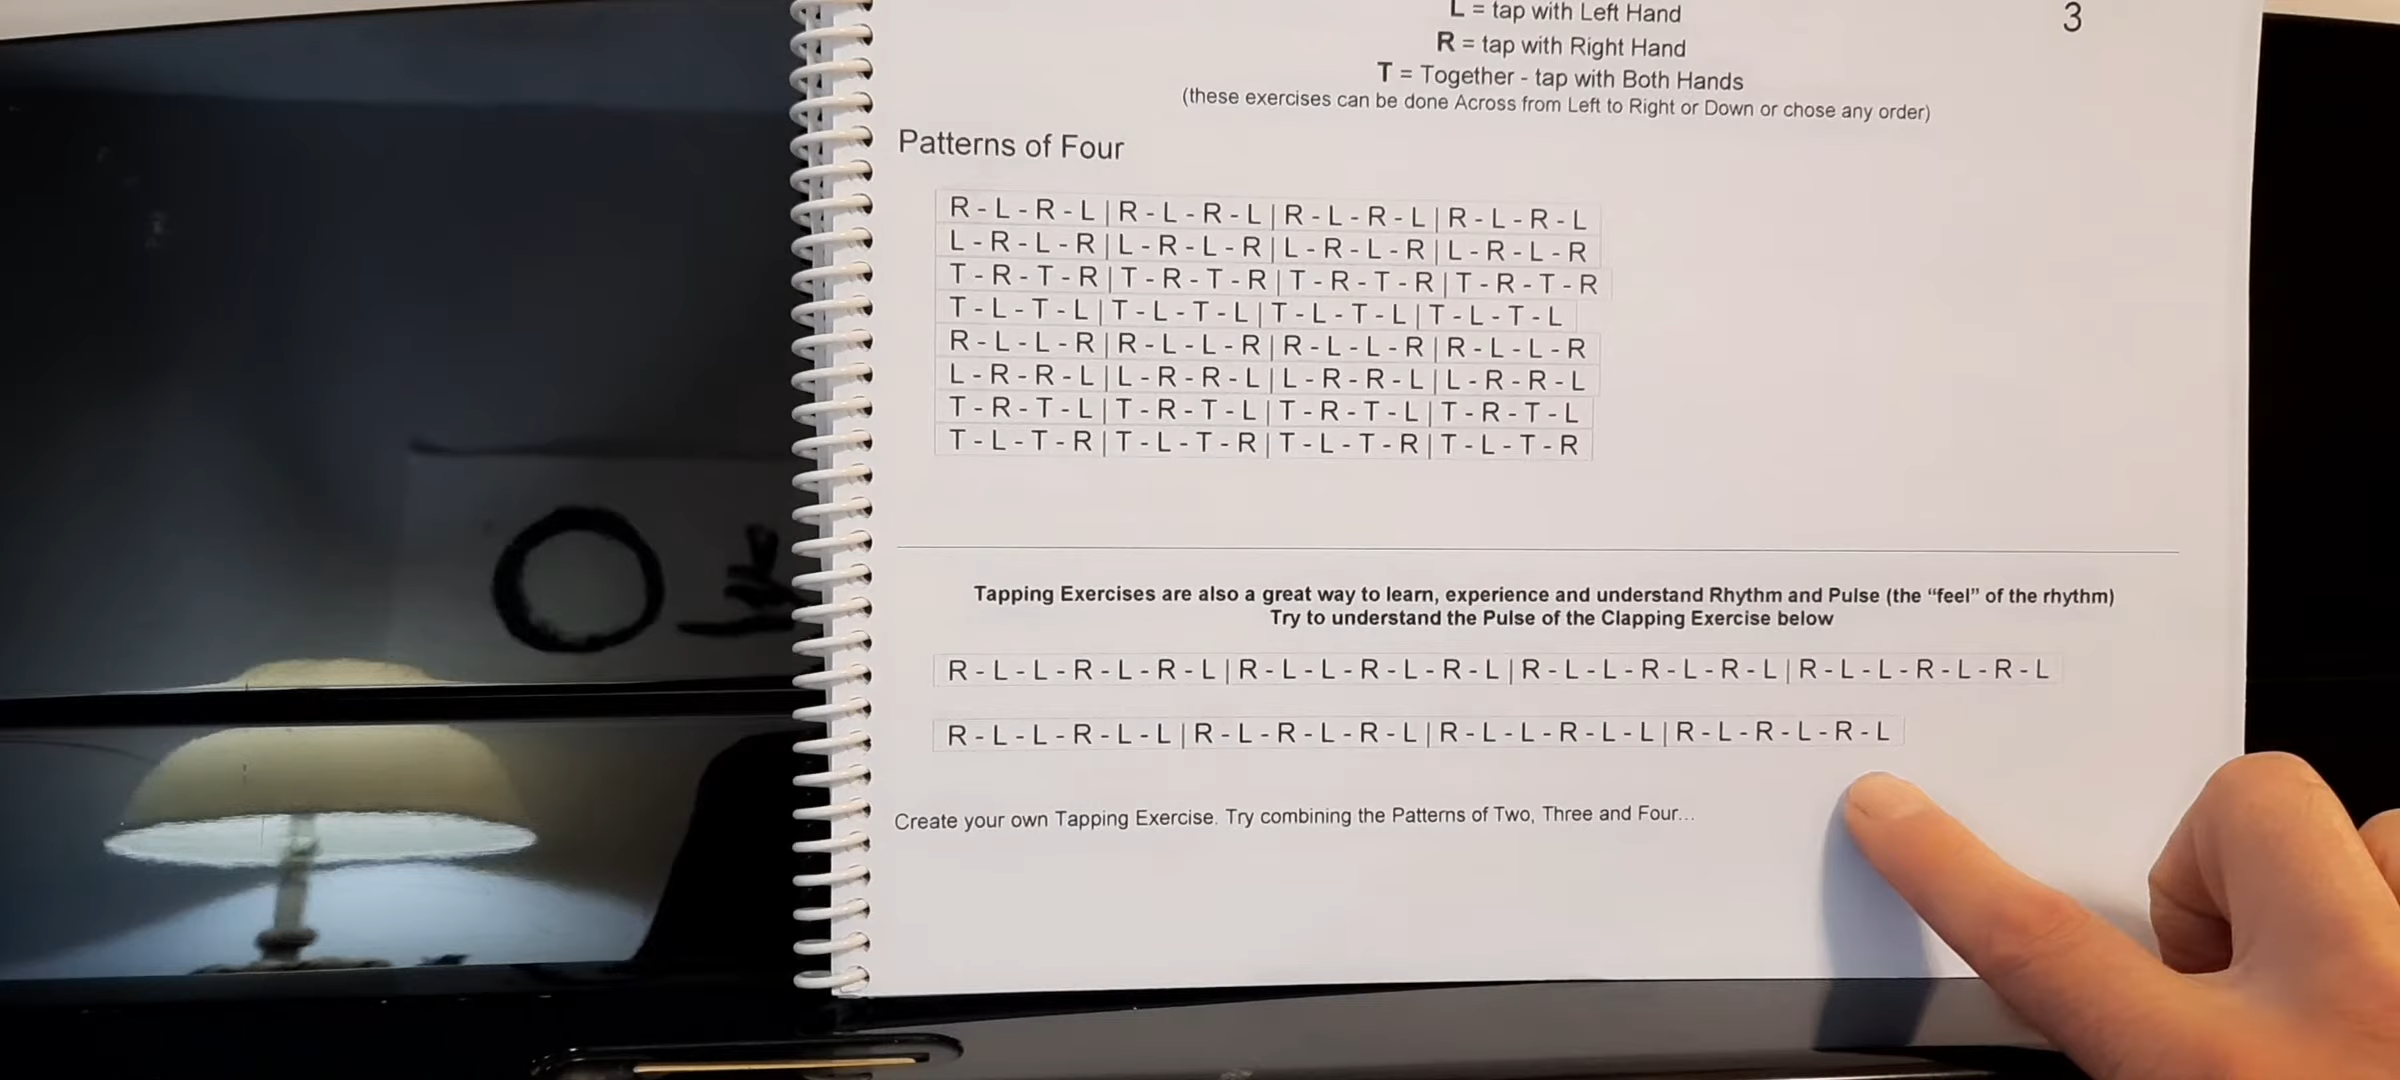 L = tap with Left Hand
3
R = tap with Right Hand
T = Together - tap with Both Hands
(these exercises can be done Across from Left to Right or Down or chose any order)
Patterns of Four
R - L - R - L | R - L - R - L | R - L - R - L | R - L - R - L
L - R - L - R | L - R - L - R | L - R - L - R | L - R - L - R
T - R - T - R | T - R - T - R | T - R - T - R | T - R - T - R
T - L - T - L | T - L - T - L | T - L - T - L | T - L - T - L
R - L - L - R | R - L - L - R | R - L - L - R | R - L - L - R
L - R - R - L | L - R - R - L | L - R - R - L | L - R - R - L
T - R - T - L | T - R - T - L | T - R - T - L | T - R - T - L
T - L - T - R | T - L - T - R | T - L - T - R | T - L - T - R
Tapping Exercises are also a great way to learn, experience and understand Rhythm and Pulse (the “feel” of the rhythm)
Try to understand the Pulse of the Clapping Exercise below
R - L - L - R - L - R - L | R - L - L - R - L - R - L | R - L - L - R - L - R - L | R - L - L - R - L - R - L
R - L - L - R - L - L | R - L - R - L - R - L | R - L - L - R - L - L | R - L - R - L - R - L
Create your own Tapping Exercise. Try combining the Patterns of Two, Three and Four...